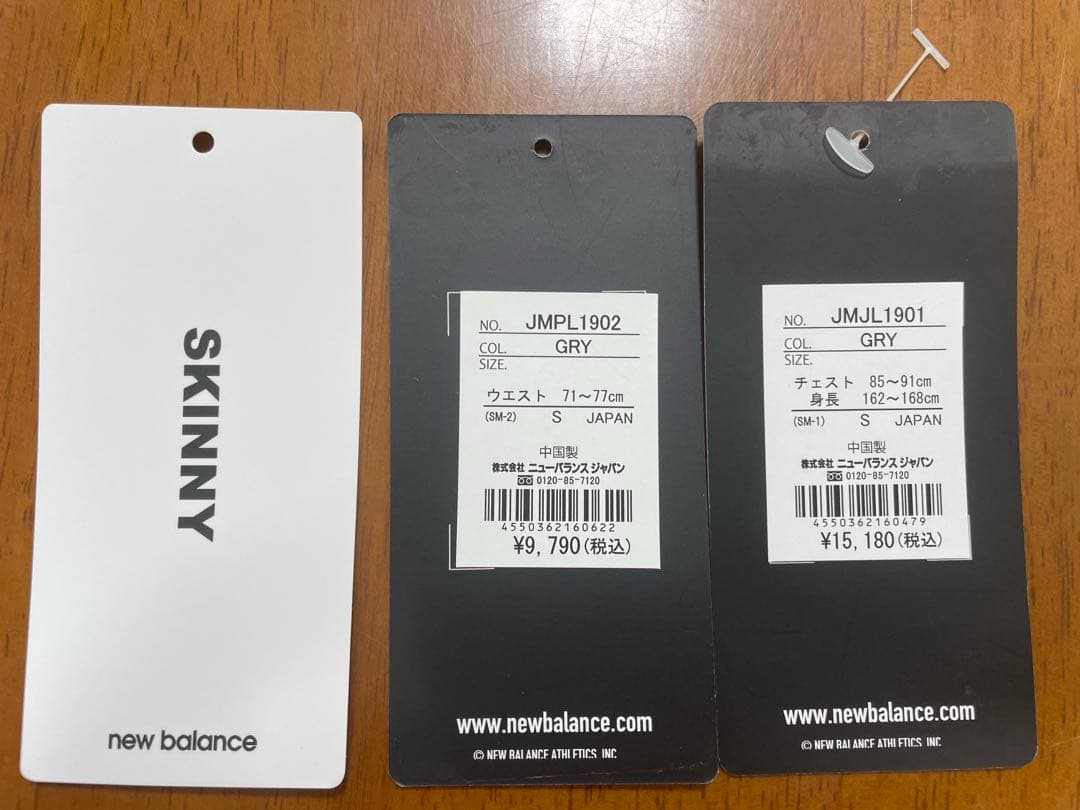 SKINNY
new balance
NO. JMPL1902
COL. GRY
SIZE.
ウエスト 71～77cm
(SM-2) S JAPAN
中国製
株式会社 ニューバランス ジャパン
0120-85-7120
4550362160622
¥9,790(税込)
www.newbalance.com
© NEW BALANCE ATHLETICS, INC.
NO. JMJL1901
COL. GRY
SIZE.
チェスト 85～91cm
身長 162～168cm
(SM-1) S JAPAN
中国製
株式会社 ニューバランス ジャパン
0120-85-7120
4550362160479
¥15,180(税込)
www.newbalance.com
© NEW BALANCE ATHLETICS, INC.